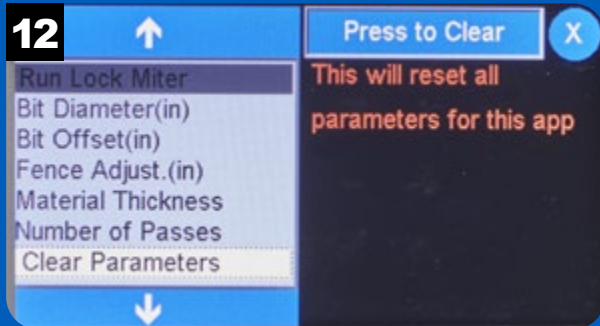 12
Run Lock Miter
Bit Diameter(in)
Bit Offset(in)
Fence Adjust.(in)
Material Thickness
Number of Passes
Clear Parameters
Press to Clear
X
This will reset all
parameters for this app